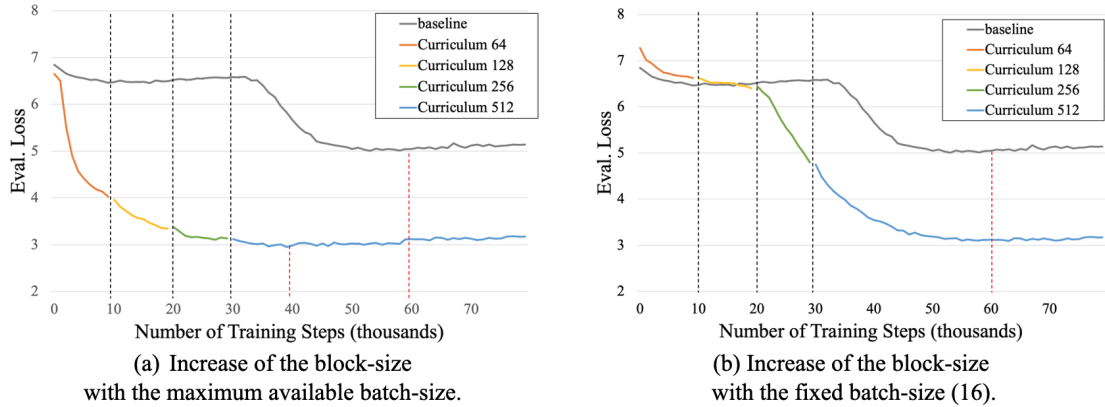 8
7
6
5
4
3
2
Eval. Loss
baseline
Curriculum 64
Curriculum 128
Curriculum 256
Curriculum 512
0 10 20 30 40 50 60 70
Number of Training Steps (thousands)
(a) Increase of the block-size
with the maximum available batch-size.
8
7
6
5
4
3
2
Eval. Loss
baseline
Curriculum 64
Curriculum 128
Curriculum 256
Curriculum 512
0 10 20 30 40 50 60 70
Number of Training Steps (thousands)
(b) Increase of the block-size
with the fixed batch-size (16).